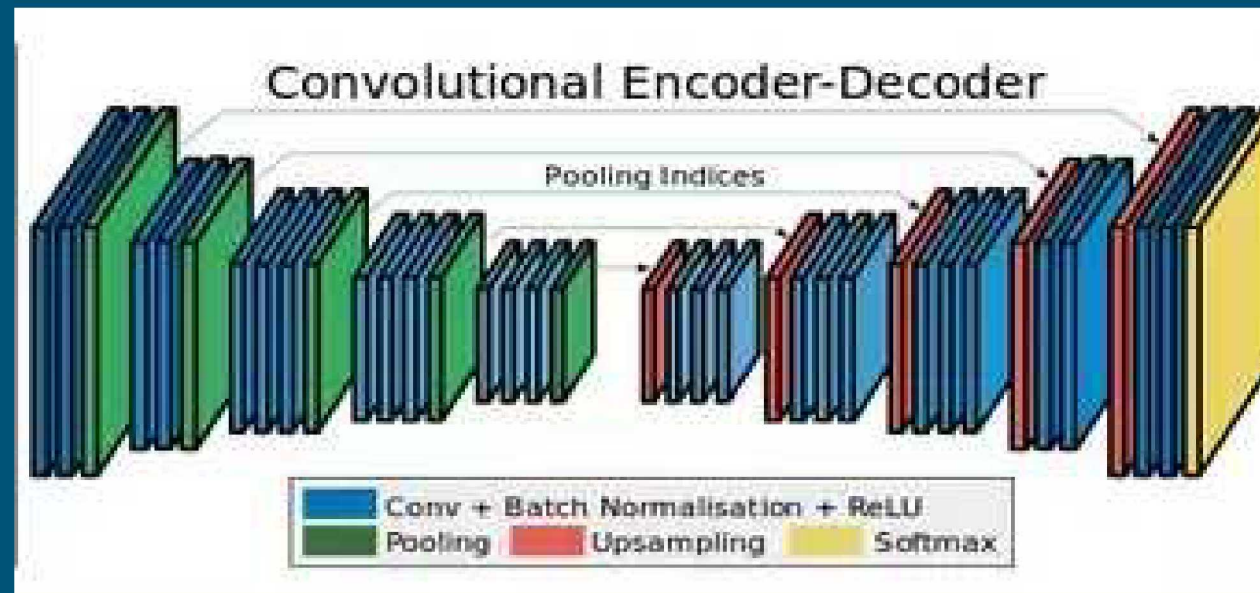 Convolutional Encoder-Decoder
Pooling Indices
Conv + Batch Normalisation + ReLU
Pooling Upsampling Softmax